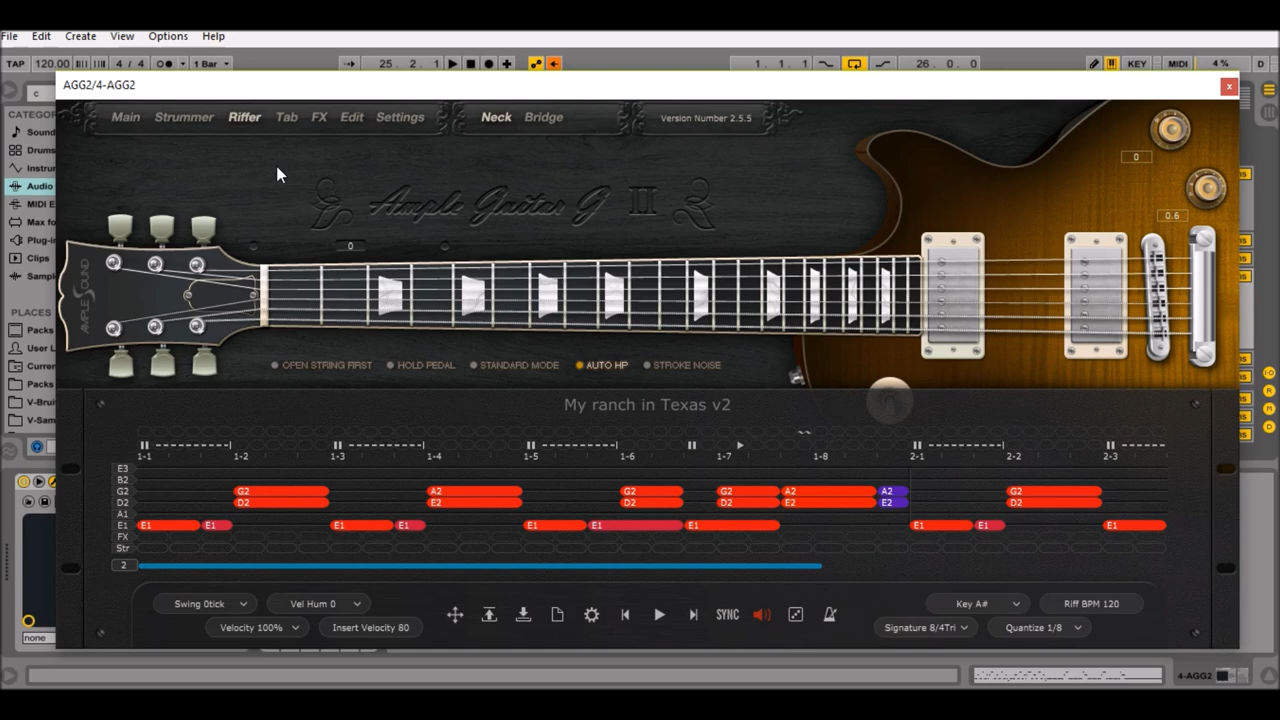 File Edit Create View Options Help
TAP 120.00 4 / 4 1 Bar 25. 2. 1 1. 1. 1 26. 0. 0 KEY MIDI 4 % D
AGG2/4-AGG2
x
Main Strummer Riffer Tab FX Edit Settings Neck Bridge Version Number 2.5.5
CATEGOR
Sound
Drums
Instrum
Audio
MIDI E
Max fo
Plug-in
Clips
Sampl
PLACES
Packs
User L
Curren
Packs
V-Brui
V-Sam
none
Ample Guitar G III
0
0
0.6
AMPLE SOUND
OPEN STRING FIRST HOLD PEDAL STANDARD MODE AUTO HP STROKE NOISE
My ranch in Texas v2
1-1 1-2 1-3 1-4 1-5 1-6 1-7 1-8 2-1 2-2 2-3
E3
B2
G2 G2 A2 G2 G2 A2 A2 G2
D2 D2 E2 D2 D2 E2 E2 D2
A1
E1 E1 E1 E1 E1 E1 E1 E1 E1 E1 E1
FX
Str
2
Swing 0tick Vel Hum 0 SYNC Key A# Riff BPM 120
Velocity 100% Insert Velocity 80 Signature 8/4Tri Quantize 1/8
I·O
R
M
D
4-AGG2